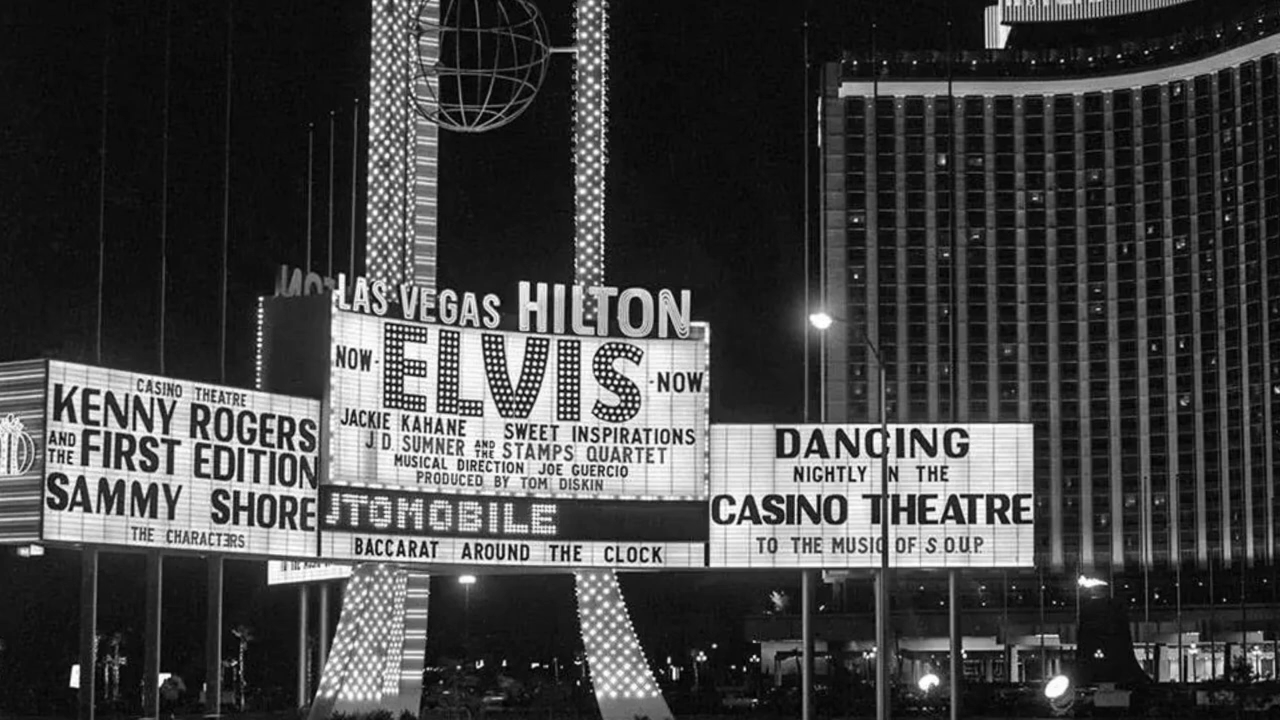 LAS VEGAS HILTON
NOW - ELVIS - NOW
JACKIE KAHANE SWEET INSPIRATIONS
J.D. SUMNER AND THE STAMPS QUARTET
MUSICAL DIRECTION JOE GUERCIO
PRODUCED BY TOM DISKIN
UTOMOBILE
BACCARAT AROUND THE CLOCK
CASINO THEATRE
KENNY ROGERS
AND THE FIRST EDITION
SAMMY SHORE
THE CHARACTERS
DANCING
NIGHTLY IN THE
CASINO THEATRE
TO THE MUSIC OF S.O.U.P.